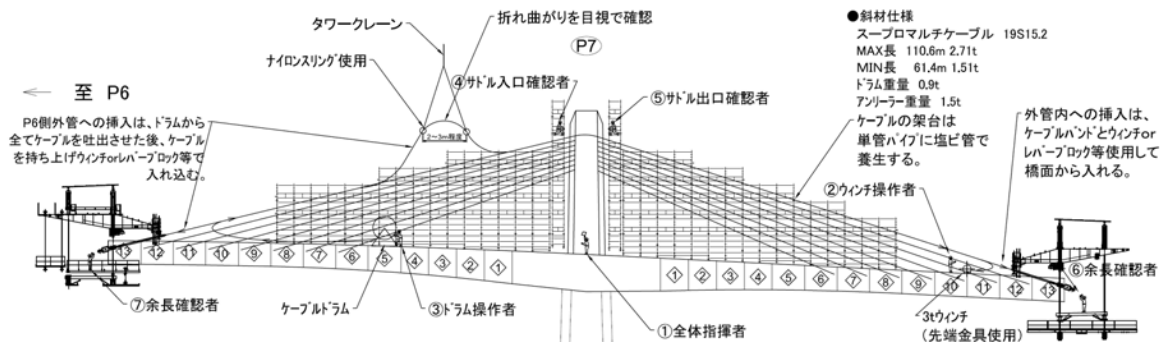 タワークレーン
折れ曲がりを目視で確認
P7
ナイロンスリング使用
④サドル入口確認者
⑤サドル出口確認者
●斜材仕様
スープロマルチケーブル 19S15.2
MAX長 110.6m 2.71t
MIN長 61.4m 1.51t
ドラム重量 0.9t
アンリーラー重量 1.5t
ケーブルの架台は
単管パイプに塩ビ管で
養生する。
← 至 P6
P6側外管への挿入は、ドラムから
全てケーブルを吐出させた後、ケーブル
を持ち上げウィンチorレバーブロック等で
入れ込む。
2～3m程度
外管内への挿入は、
ケーブルバンドとウィンチor
レバーブロック等使用して
橋面から入れる。
②ウィンチ操作者
13 12 11 10 9 8 7 6 5 4 3 2 1
1 2 3 4 5 6 7 8 9 10 11 12 13
⑦余長確認者
ケーブルドラム
③ドラム操作者
①全体指揮者
3tウィンチ
(先端金具使用)
⑥余長確認者